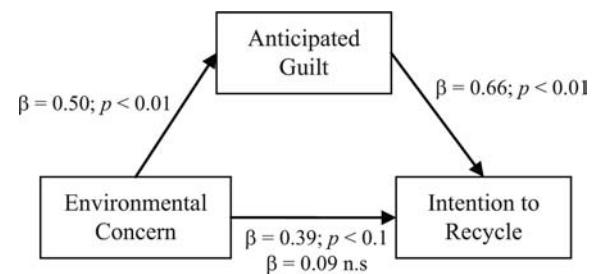 Anticipated
Guilt
β = 0.50; p < 0.01
β = 0.66; p < 0.01
Environmental
Concern
Intention to
Recycle
β = 0.39; p < 0.1
β = 0.09 n.s